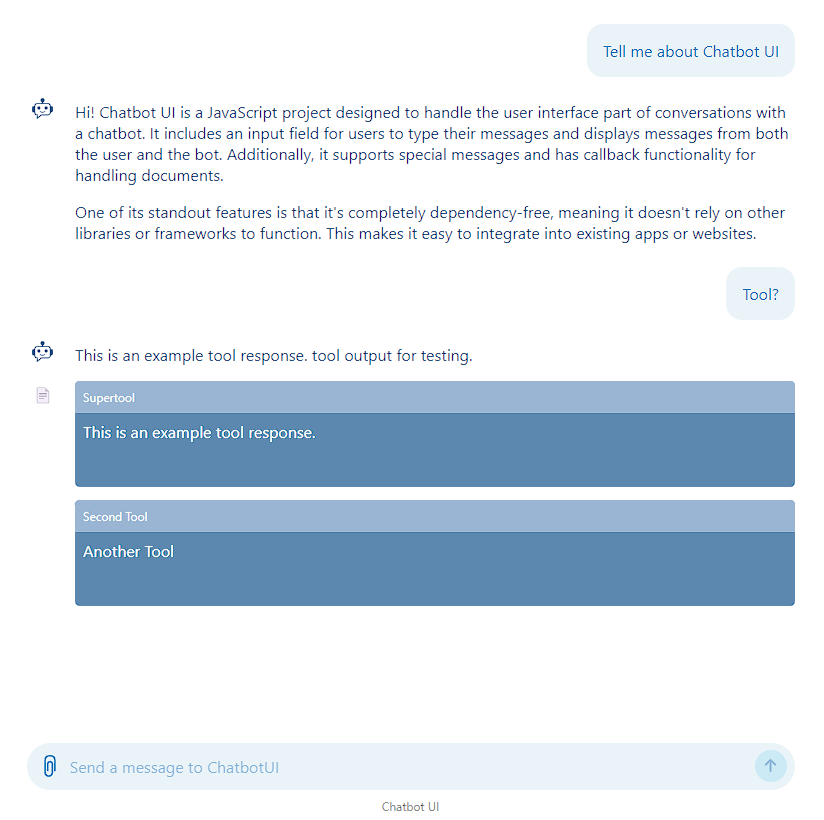 Tell me about Chatbot UI
Hi! Chatbot UI is a JavaScript project designed to handle the user interface part of conversations with
a chatbot. It includes an input field for users to type their messages and displays messages from both
the user and the bot. Additionally, it supports special messages and has callback functionality for
handling documents.
One of its standout features is that it's completely dependency-free, meaning it doesn't rely on other
libraries or frameworks to function. This makes it easy to integrate into existing apps or websites.
Tool?
This is an example tool response. tool output for testing.
Supertool
This is an example tool response.
Second Tool
Another Tool
Send a message to ChatbotUI
Chatbot UI